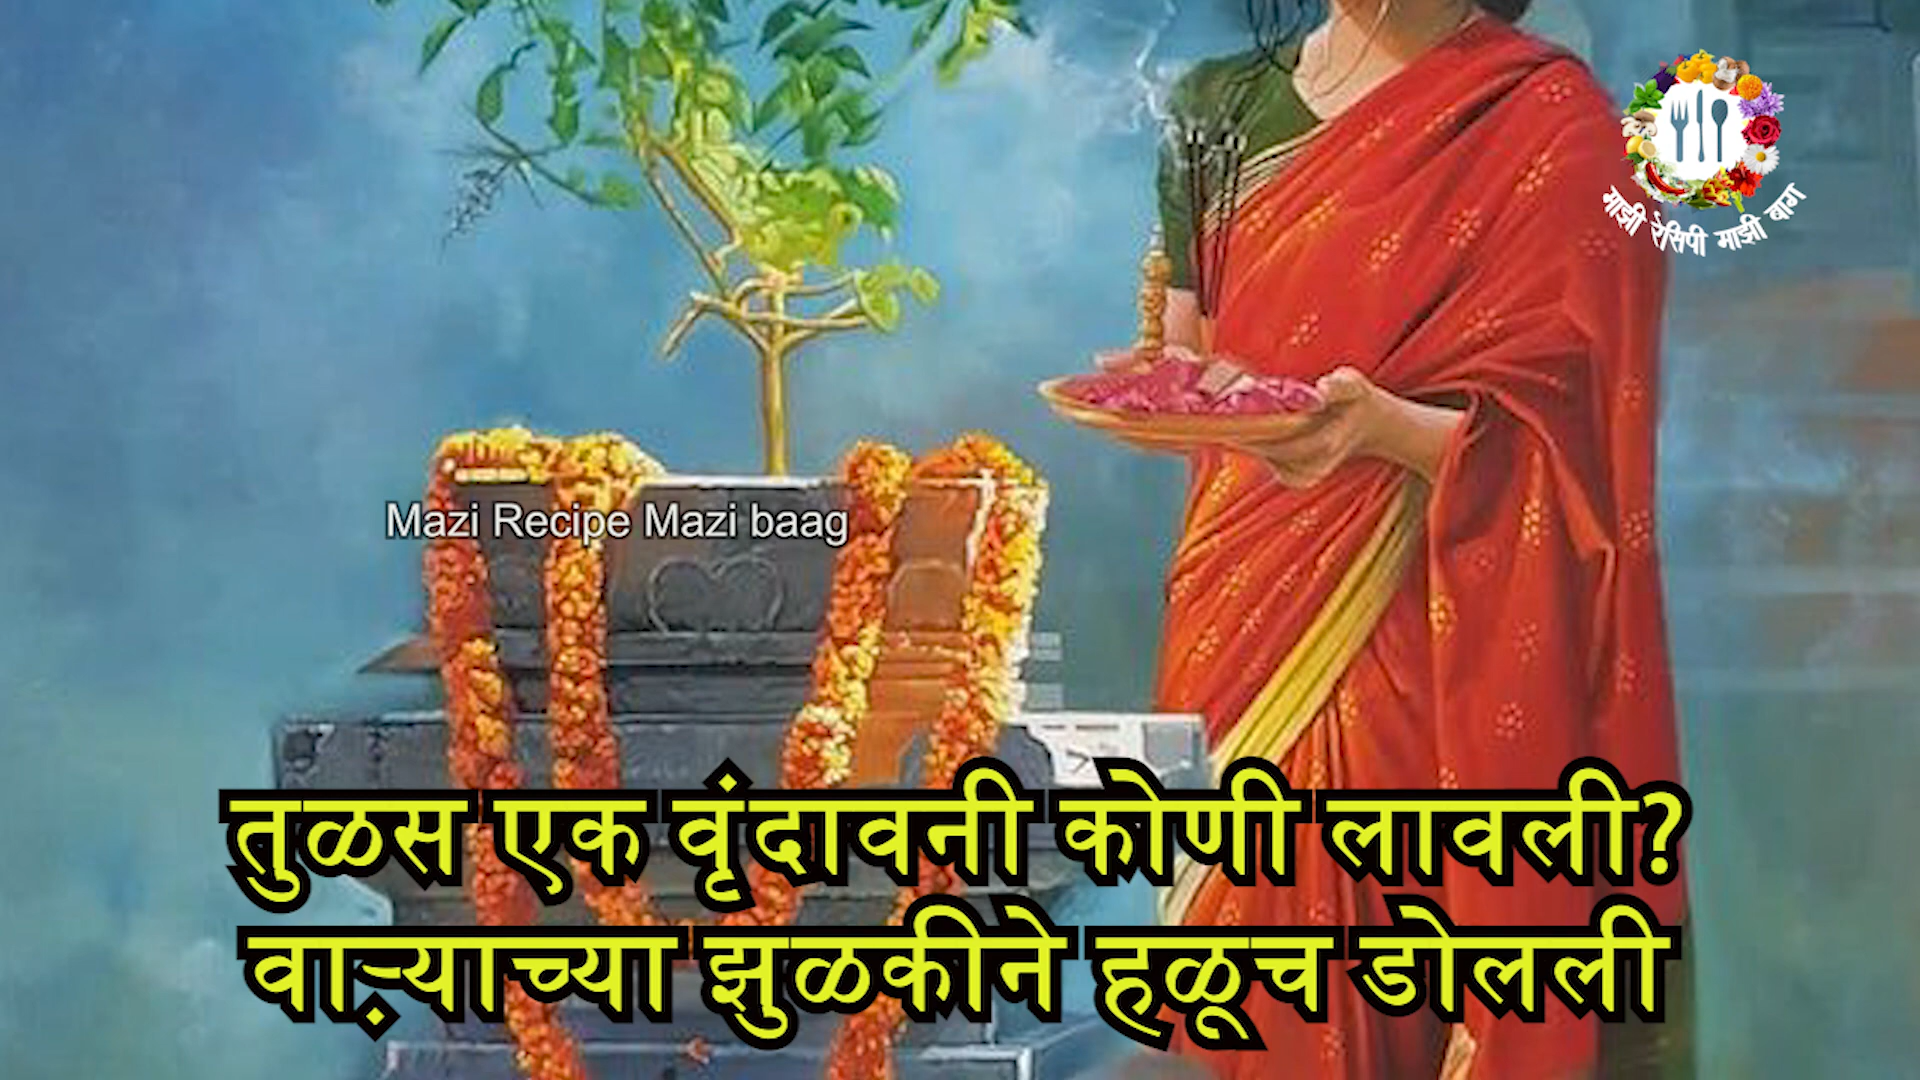 माझी रेसिपी माझी बाग
Mazi Recipe Mazi baag
तुळस एक वृंदावनी कोणी लावली?
वाऱ्याच्या झुळकीने हळूच डोलली